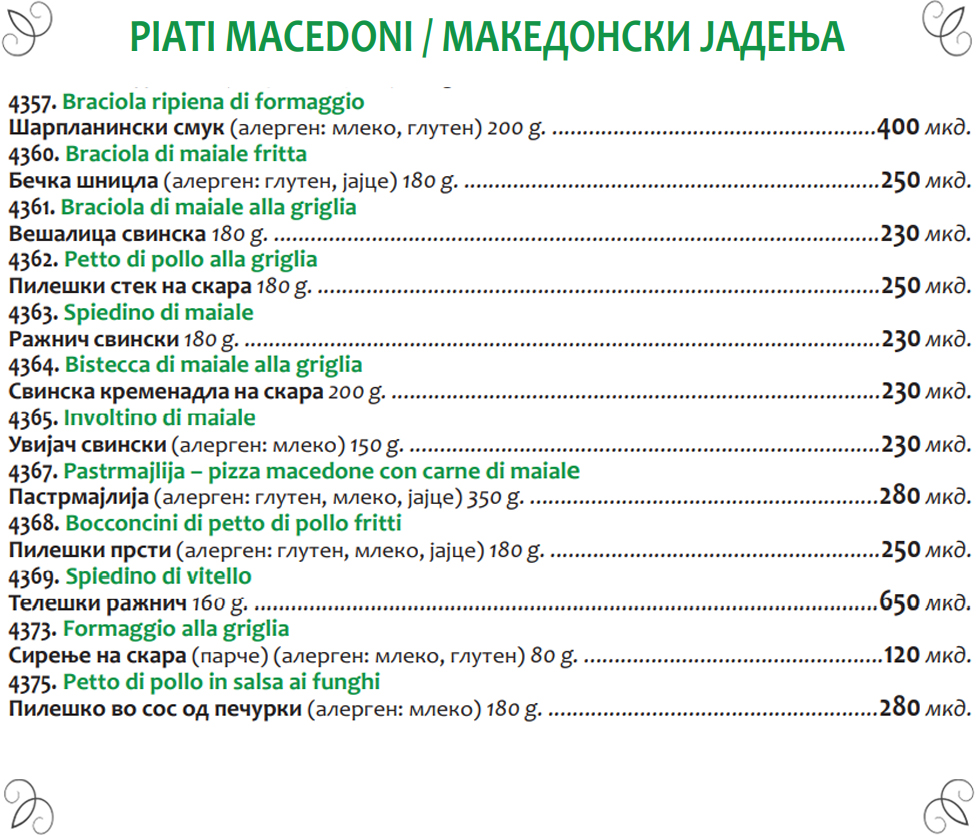 PIATI MACEDONI / МАКЕДОНСКИ ЈАДЕЊА
4357. Braciola ripiena di formaggio
Шарпланински смук (алерген: млеко, глутен) 200 g. ........................................400 мкд.
4360. Braciola di maiale fritta
Бечка шницла (алерген: глутен, јајце) 180 g. ........................................250 мкд.
4361. Braciola di maiale alla griglia
Вешалица свинска 180 g. ........................................230 мкд.
4362. Petto di pollo alla griglia
Пилешки стек на скара 180 g. ........................................250 мкд.
4363. Spiedino di maiale
Ражнич свински 180 g. ........................................230 мкд.
4364. Bistecca di maiale alla griglia
Свинска кременадла на скара 200 g. ........................................230 мкд.
4365. Involtino di maiale
Увијач свински (алерген: млеко) 150 g. ........................................230 мкд.
4367. Pastrmajlija – pizza macedone con carne di maiale
Пастрмајлија (алерген: глутен, млеко, јајце) 350 g. ........................................280 мкд.
4368. Bocconcini di petto di pollo fritti
Пилешки прсти (алерген: глутен, млеко, јајце) 180 g. ........................................250 мкд.
4369. Spiedino di vitello
Телешки ражнич 160 g. ........................................650 мкд.
4373. Formaggio alla griglia
Сирење на скара (парче) (алерген: млеко, глутен) 80 g. ........................................120 мкд.
4375. Petto di pollo in salsa ai funghi
Пилешко во сос од печурки (алерген: млеко) 180 g. ........................................280 мкд.